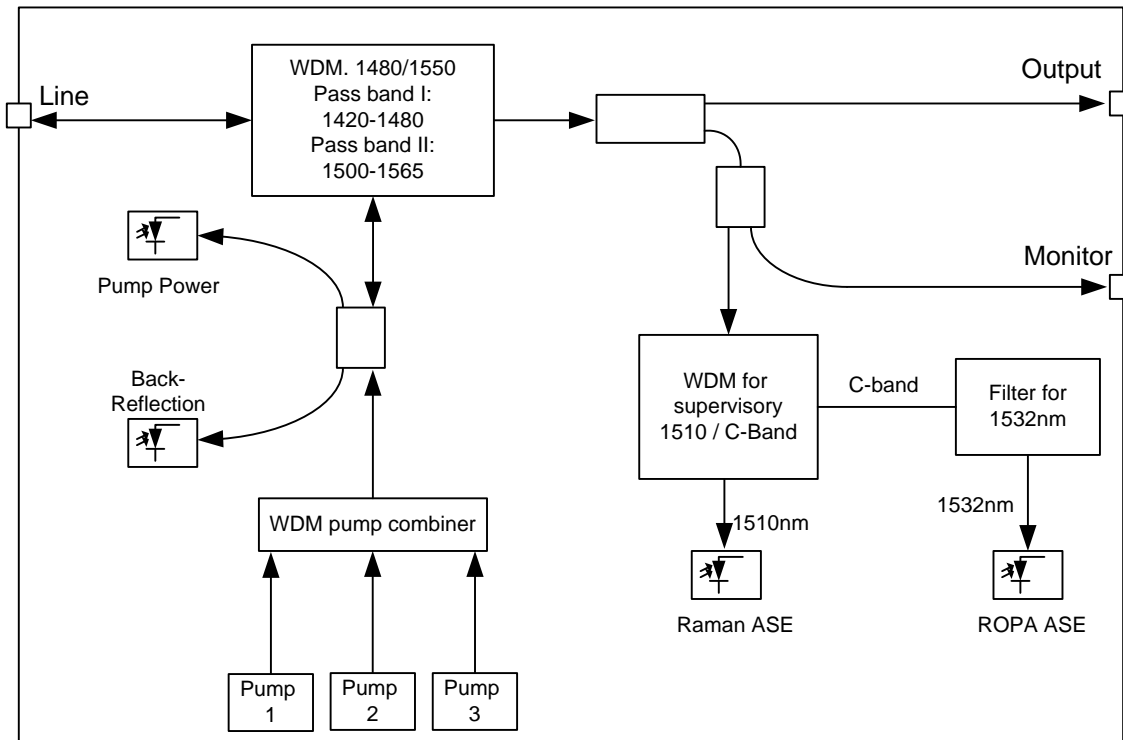 Line
WDM. 1480/1550
Pass band I:
1420-1480
Pass band II:
1500-1565
Output
Monitor
Pump Power
Back-
Reflection
WDM for
supervisory
1510 / C-Band
C-band
Filter for
1532nm
WDM pump combiner
1510nm
1532nm
Raman ASE
ROPA ASE
Pump
1
Pump
2
Pump
3